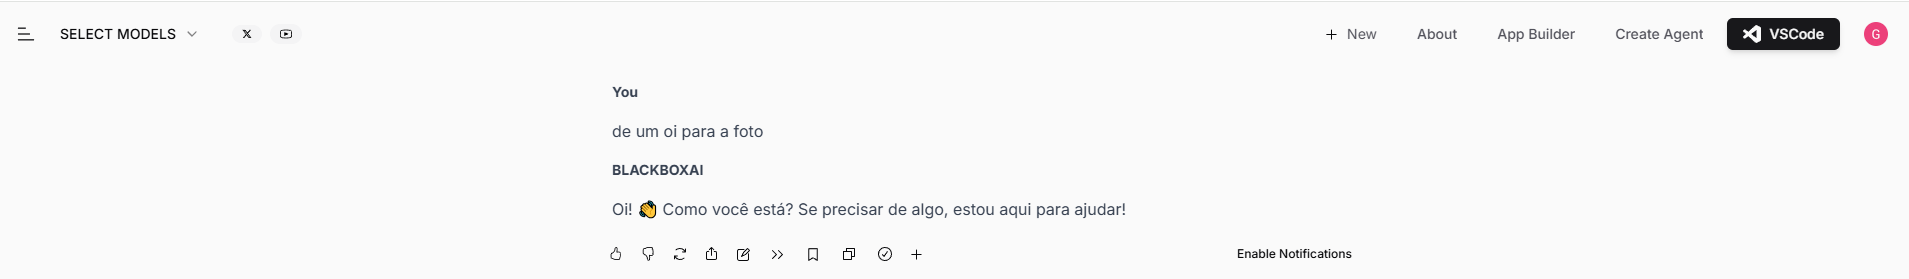 SELECT MODELS
New
About
App Builder
Create Agent
VSCode
G
You
de um oi para a foto
BLACKBOXAI
Oi! 👋 Como você está? Se precisar de algo, estou aqui para ajudar!
Enable Notifications